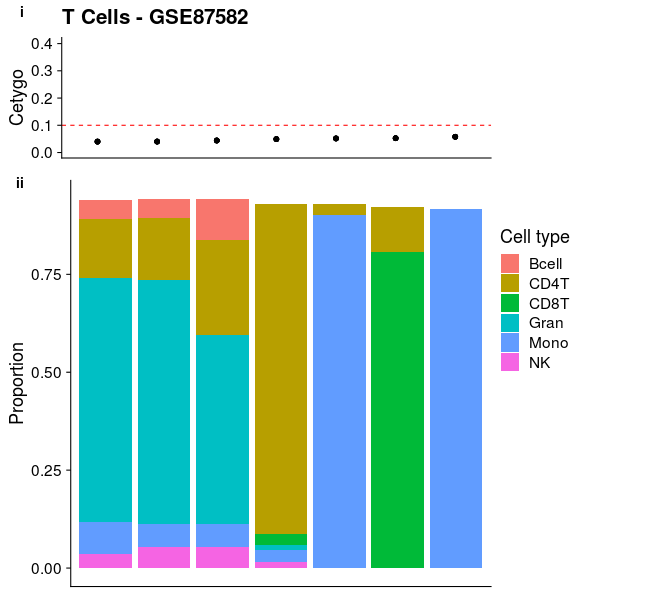 i
T Cells - GSE87582
Cetygo
0.4
0.3
0.2
0.1
0.0
ii
Proportion
0.75
0.50
0.25
0.00
Cell type
Bcell
CD4T
CD8T
Gran
Mono
NK